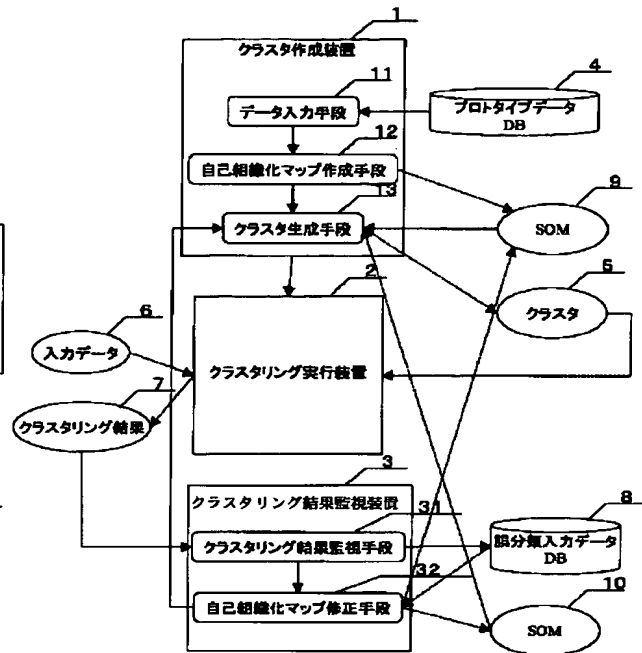 1
クラスタ作成装置
11
データ入力手段
4
プロトタイプデータ
DB
12
自己組織化マップ作成手段
13
クラスタ生成手段
9
SOM
5
クラスタ
2
クラスタリング実行装置
6
入力データ
7
クラスタリング結果
3
クラスタリング結果監視装置
31
クラスタリング結果監視手段
8
誤分類入力データ
DB
32
自己組織化マップ修正手段
10
SOM